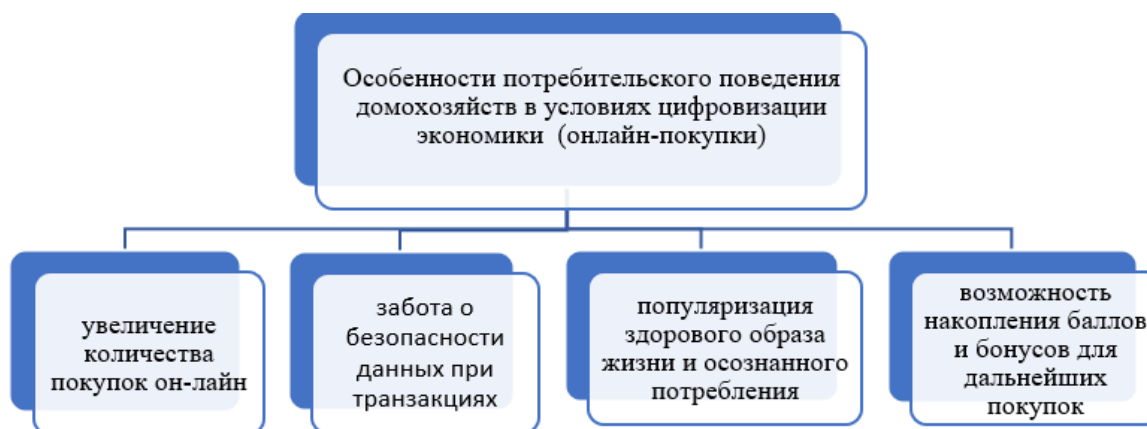 Особенности потребительского поведения
домохозяйств в условиях цифровизации
экономики (онлайн-покупки)
увеличение
количества
покупок он-лайн
забота о
безопасности
данных при
транзакциях
популяризация
здорового образа
жизни и осознанного
потребления
возможность
накопления баллов
и бонусов для
дальнейших
покупок